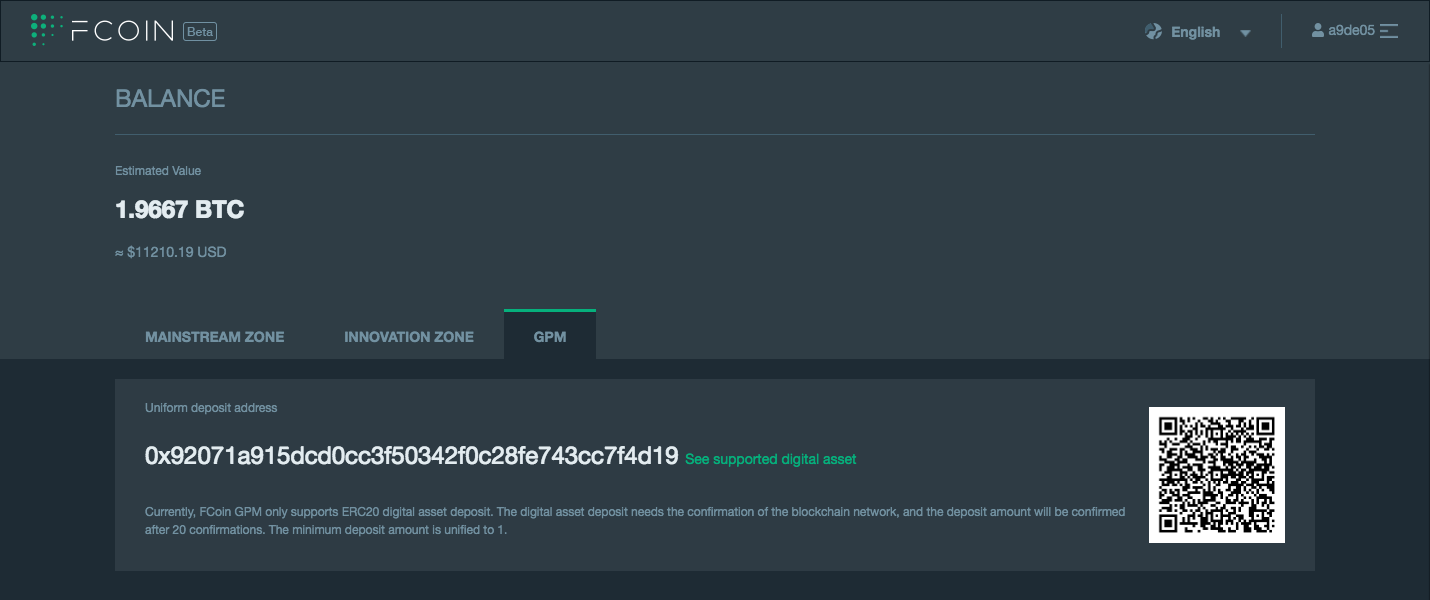 FCOIN Beta
English
a9de05
BALANCE
Estimated Value
1.9667 BTC
≈ $11210.19 USD
MAINSTREAM ZONE INNOVATION ZONE GPM
Uniform deposit address
0x92071a915dcd0cc3f50342f0c28fe743cc7f4d19 See supported digital asset
Currently, FCoin GPM only supports ERC20 digital asset deposit. The digital asset deposit needs the confirmation of the blockchain network, and the deposit amount will be confirmed
after 20 confirmations. The minimum deposit amount is unified to 1.